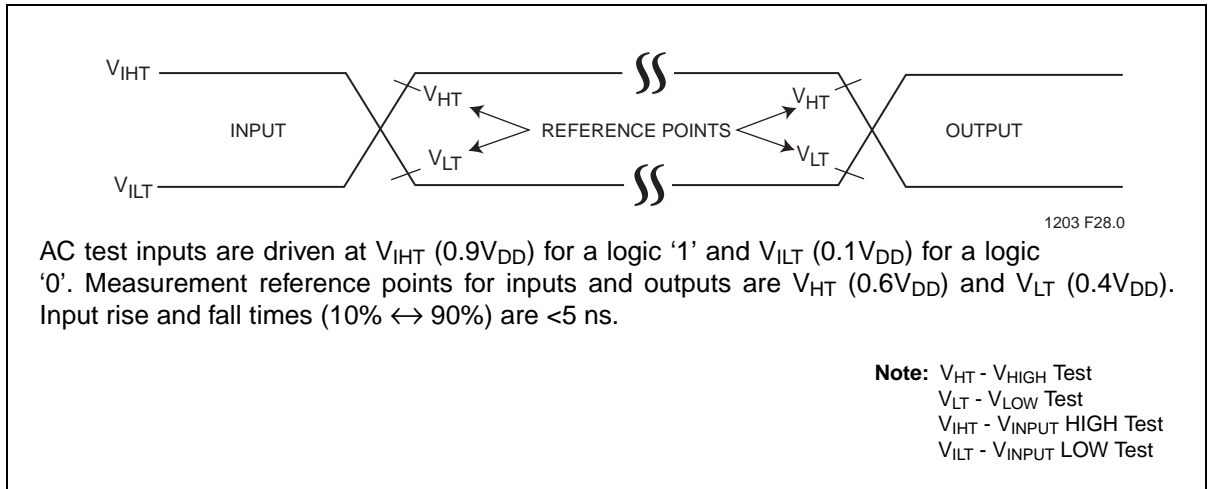 VIHT
VHT
VHT
INPUT
REFERENCE POINTS
OUTPUT
VLT
VLT
VILT
1203 F28.0
AC test inputs are driven at VIHT (0.9VDD) for a logic ‘1’ and VILT (0.1VDD) for a logic
‘0’. Measurement reference points for inputs and outputs are VHT (0.6VDD) and VLT (0.4VDD).
Input rise and fall times (10% ↔ 90%) are <5 ns.
Note: VHT - VHIGH Test
VLT - VLOW Test
VIHT - VINPUT HIGH Test
VILT - VINPUT LOW Test